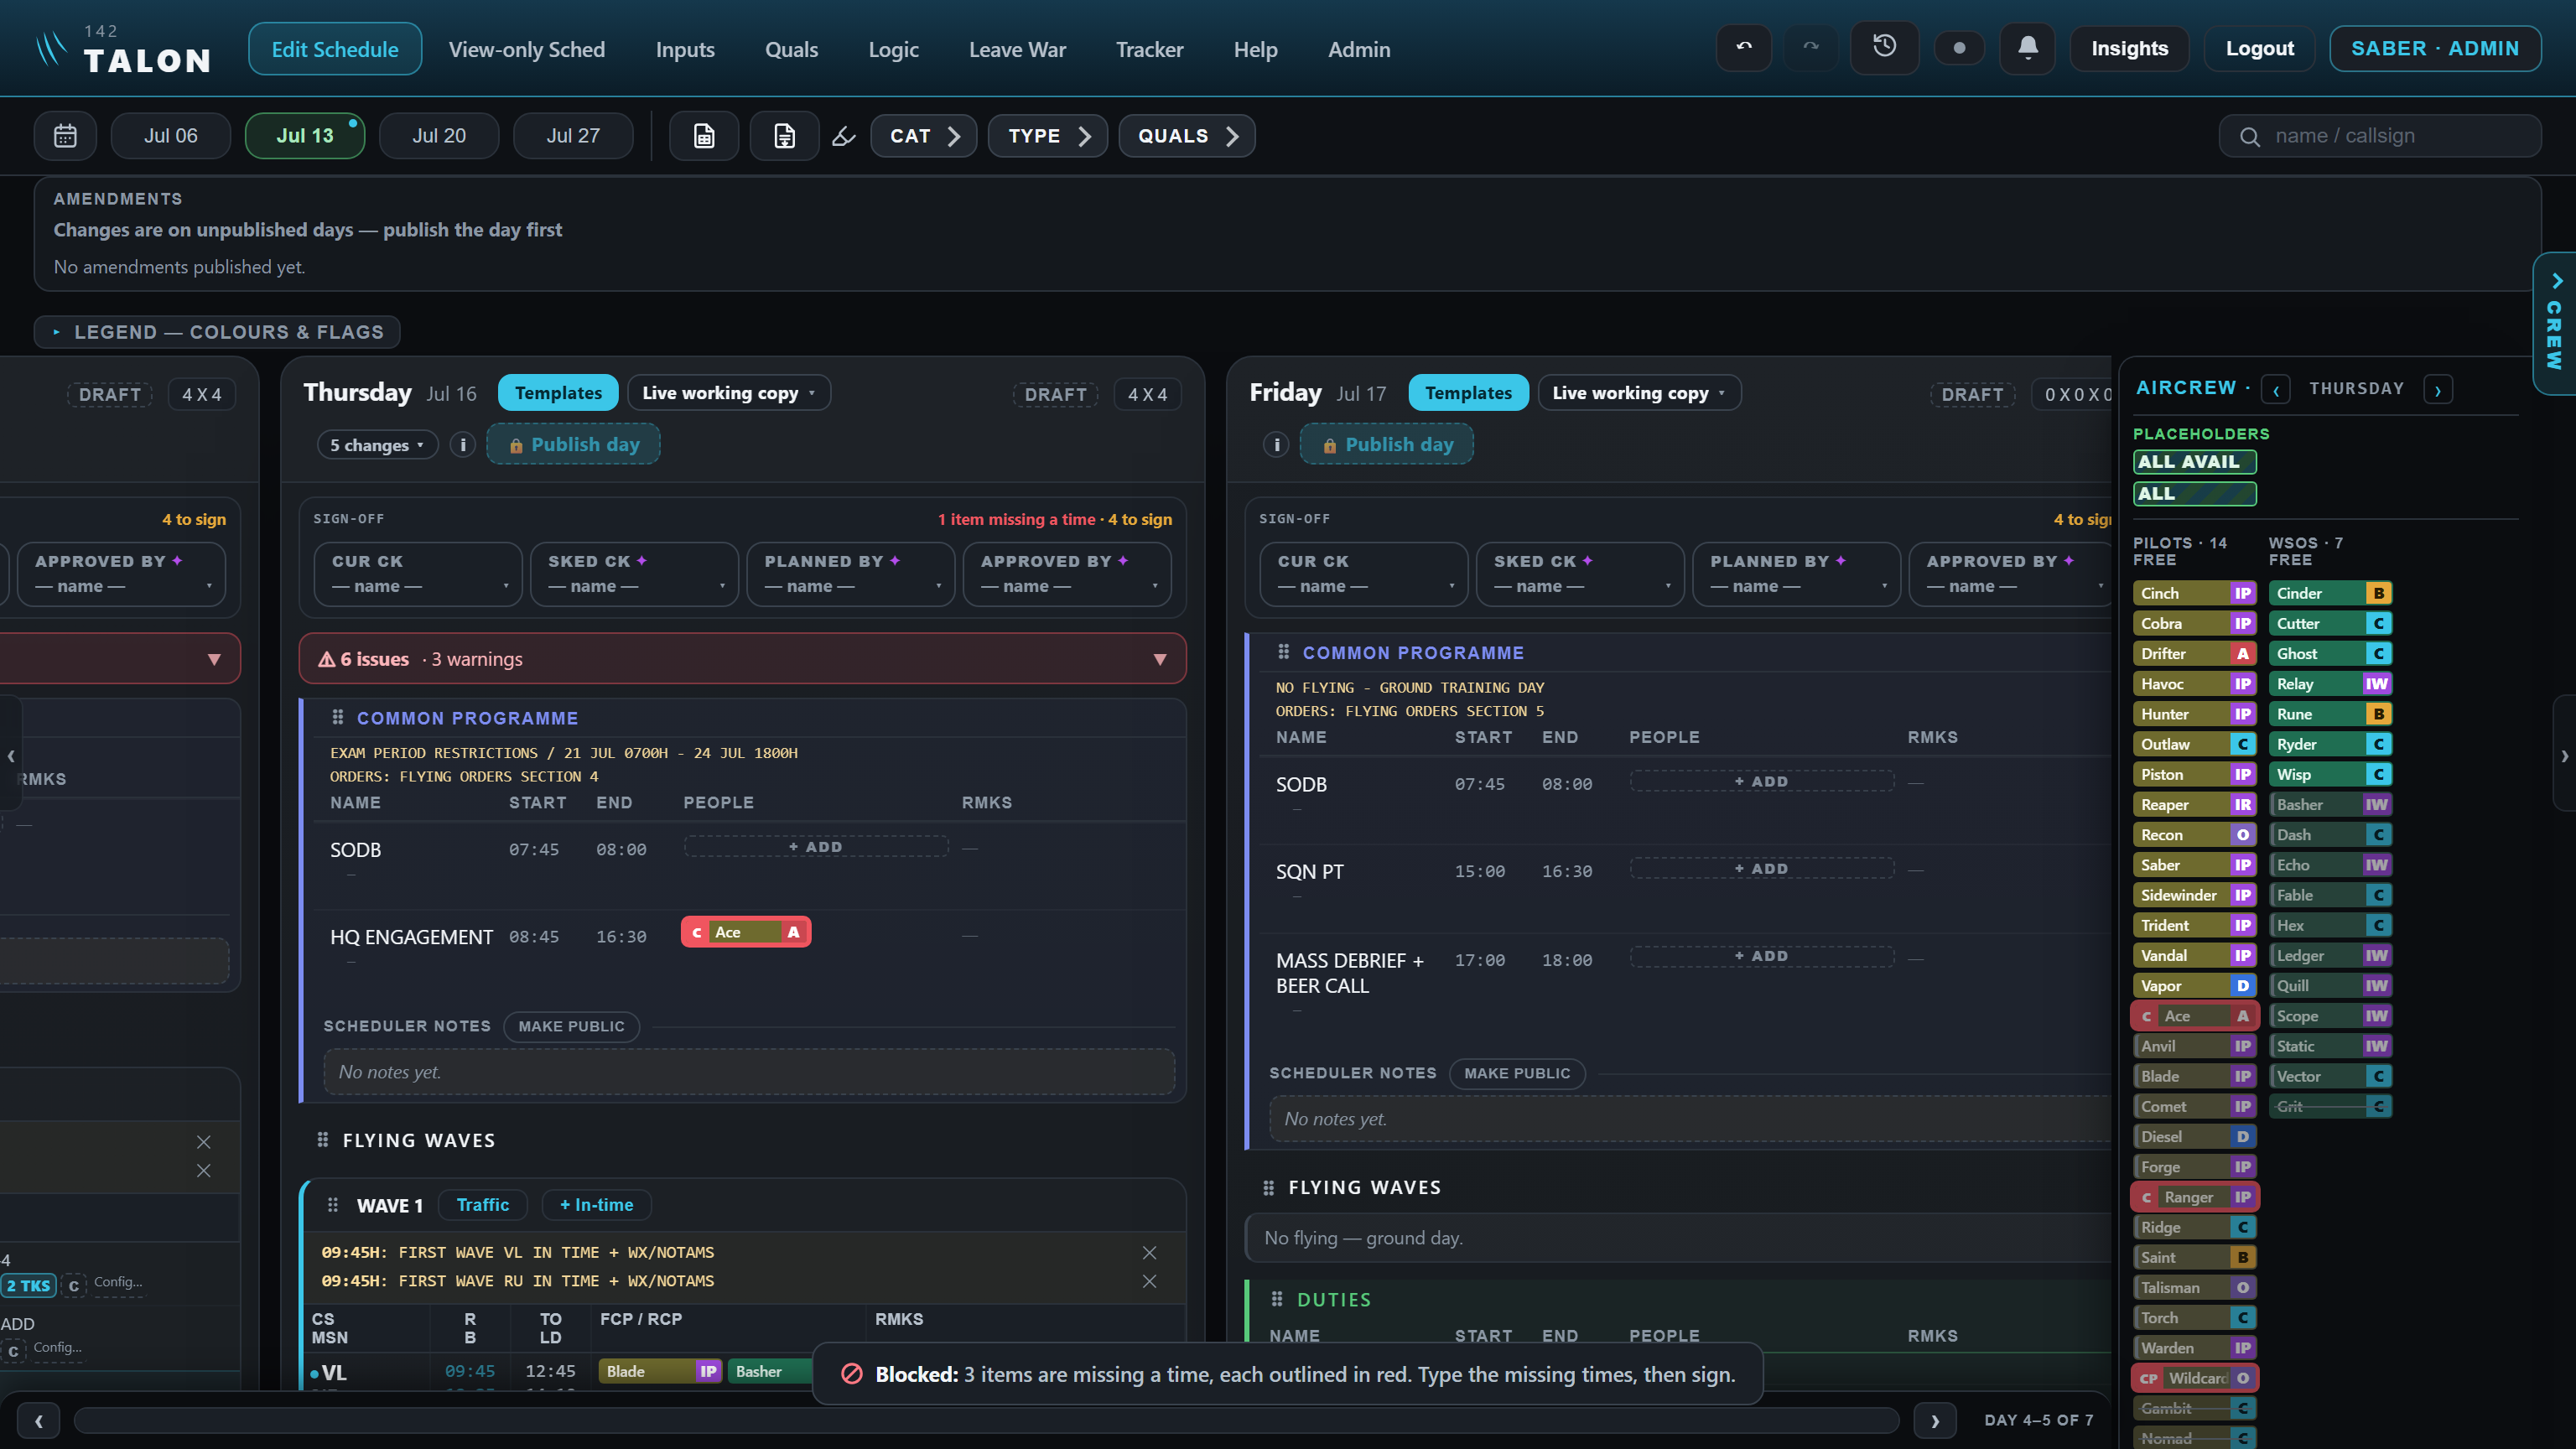 142
TALON
Edit Schedule
View-only Sched
Inputs
Quals
Logic
Leave War
Tracker
Help
Admin
Insights
Logout
SABER · ADMIN
Jul 06
Jul 13
Jul 20
Jul 27
CAT
TYPE
QUALS
name / callsign
AMENDMENTS
Changes are on unpublished days — publish the day first
No amendments published yet.
LEGEND — COLOURS & FLAGS
CREW
DRAFT
4 X 4
4 to sign
APPROVED BY
— name —
RMKS
—
2 TKS
C
Config...
ADD
C
Config...
Thursday Jul 16
Templates
Live working copy
DRAFT
4 X 4
5 changes
i
Publish day
SIGN-OFF
1 item missing a time · 4 to sign
CUR CK
— name —
SKED CK
— name —
PLANNED BY
— name —
APPROVED BY
— name —
6 issues · 3 warnings
COMMON PROGRAMME
EXAM PERIOD RESTRICTIONS / 21 JUL 0700H - 24 JUL 1800H
ORDERS: FLYING ORDERS SECTION 4
NAME START END PEOPLE RMKS
SODB 07:45 08:00 + ADD —
—
HQ ENGAGEMENT 08:45 16:30 C Ace A —
—
SCHEDULER NOTES MAKE PUBLIC
No notes yet.
FLYING WAVES
WAVE 1 Traffic + In-time
09:45H: FIRST WAVE VL IN TIME + WX/NOTAMS
09:45H: FIRST WAVE RU IN TIME + WX/NOTAMS
CS R TO FCP / RCP RMKS
MSN B LD
VL 09:45 12:45 Blade IP Basher
Friday Jul 17
Templates
Live working copy
DRAFT
0 X 0 X 0
i
Publish day
SIGN-OFF
4 to sign
CUR CK
— name —
SKED CK
— name —
PLANNED BY
— name —
APPROVED BY
— name —
COMMON PROGRAMME
NO FLYING - GROUND TRAINING DAY
ORDERS: FLYING ORDERS SECTION 5
NAME START END PEOPLE RMKS
SODB 07:45 08:00 + ADD —
—
SQN PT 15:00 16:30 + ADD —
—
MASS DEBRIEF + 17:00 18:00 + ADD —
BEER CALL
—
SCHEDULER NOTES MAKE PUBLIC
No notes yet.
FLYING WAVES
No flying — ground day.
DUTIES
NAME START END PEOPLE RMKS
AIRCREW · THURSDAY
PLACEHOLDERS
ALL AVAIL
ALL
PILOTS · 14
FREE
Cinch IP
Cobra IP
Drifter A
Havoc IP
Hunter IP
Outlaw C
Piston IP
Reaper IR
Recon O
Saber IP
Sidewinder IP
Trident IP
Vandal IP
Vapor D
C Ace A
Anvil IP
Blade IP
Comet IP
Diesel D
Forge IP
C Ranger IP
Ridge C
Saint B
Talisman O
Torch C
Warden IP
CP Wildcard O
Gambit C
Nomad C
WSOS · 7
FREE
Cinder B
Cutter C
Ghost C
Relay IW
Rune B
Ryder C
Wisp C
Basher IW
Dash C
Echo IW
Fable C
Hex C
Ledger IW
Quill IW
Scope IW
Static IW
Vector C
Grit C
Blocked: 3 items are missing a time, each outlined in red. Type the missing times, then sign.
DAY 4–5 OF 7